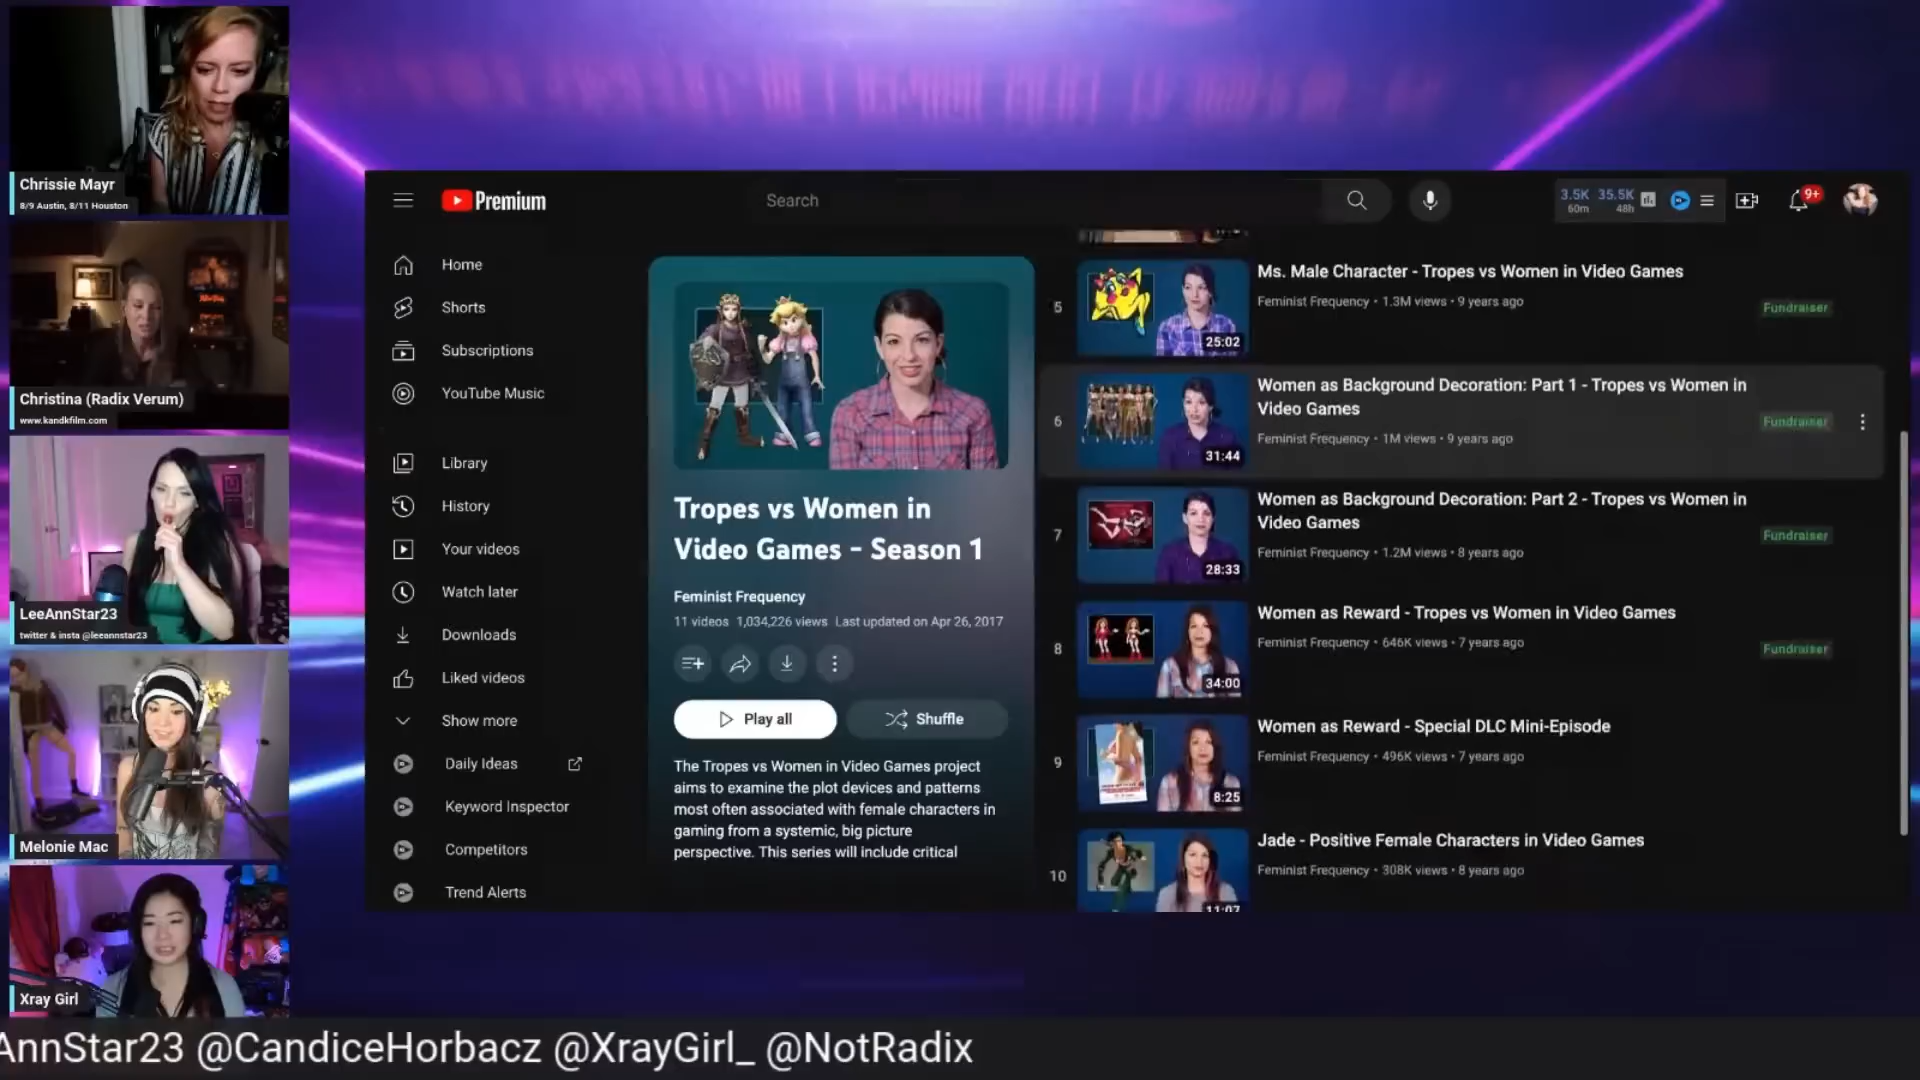 Chrissie Mayr
8/9 Austin, 8/11 Houston
Christina (Radix Verum)
www.kandkfilm.com
LeeAnnStar23
twitter & insta @leeannstar23
Melonie Mac
Xray Girl
Premium
Search
3.5K 35.5K
60m 48h
9+
Home
Shorts
Subscriptions
YouTube Music
Library
History
Your videos
Watch later
Downloads
Liked videos
Show more
Daily Ideas
Keyword Inspector
Competitors
Trend Alerts
Tropes vs Women in
Video Games - Season 1
Feminist Frequency
11 videos 1,034,226 views Last updated on Apr 26, 2017
Play all
Shuffle
The Tropes vs Women in Video Games project
aims to examine the plot devices and patterns
most often associated with female characters in
gaming from a systemic, big picture
perspective. This series will include critical
5
25:02
Ms. Male Character - Tropes vs Women in Video Games
Feminist Frequency • 1.3M views • 9 years ago
Fundraiser
6
31:44
Women as Background Decoration: Part 1 - Tropes vs Women in
Video Games
Feminist Frequency • 1M views • 9 years ago
Fundraiser
7
28:33
Women as Background Decoration: Part 2 - Tropes vs Women in
Video Games
Feminist Frequency • 1.2M views • 8 years ago
Fundraiser
8
34:00
Women as Reward - Tropes vs Women in Video Games
Feminist Frequency • 646K views • 7 years ago
Fundraiser
9
8:25
Women as Reward - Special DLC Mini-Episode
Feminist Frequency • 496K views • 7 years ago
10
11:07
Jade - Positive Female Characters in Video Games
Feminist Frequency • 308K views • 8 years ago
AnnStar23 @CandiceHorbacz @XrayGirl_ @NotRadix